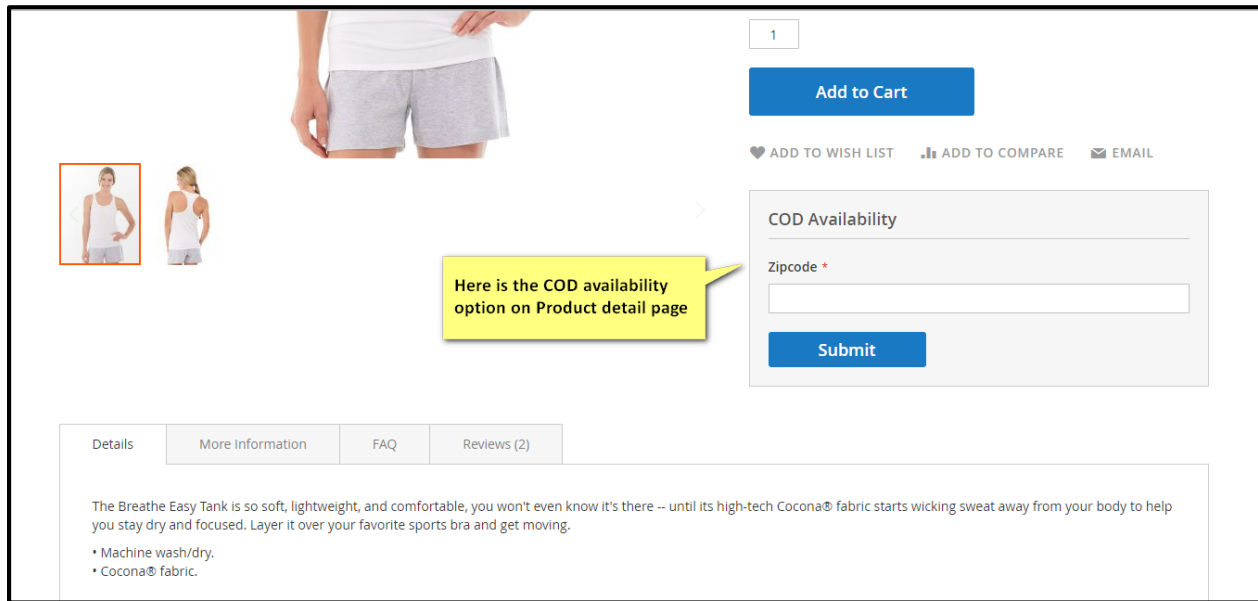 1
Add to Cart
ADD TO WISH LIST
ADD TO COMPARE
EMAIL
COD Availability
Zipcode *
Here is the COD availability
option on Product detail page
Submit
Details
More Information
FAQ
Reviews (2)
The Breathe Easy Tank is so soft, lightweight, and comfortable, you won't even know it's there -- until its high-tech Cocona® fabric starts wicking sweat away from your body to help
you stay dry and focused. Layer it over your favorite sports bra and get moving.
• Machine wash/dry.
• Cocona® fabric.